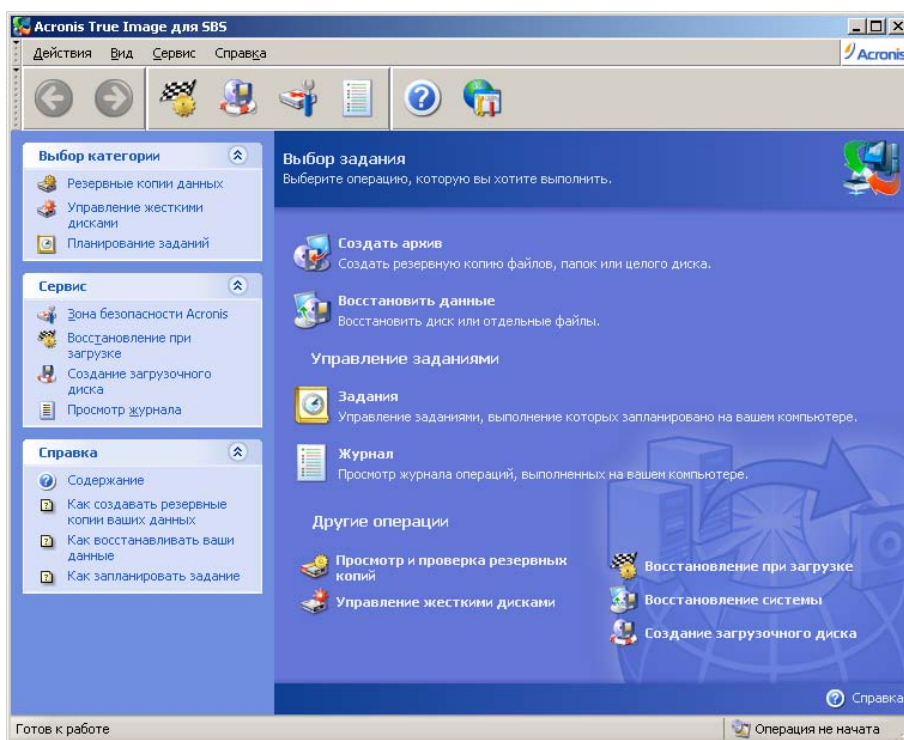 Acronis True Image для SBS
Действия Вид Сервис Справка
Acronis
Выбор категории
Резервные копии данных
Управление жесткими
дисками
Планирование заданий
Сервис
Зона безопасности Acronis
Восстановление при
загрузке
Создание загрузочного
диска
Просмотр журнала
Справка
Содержание
Как создавать резервные
копии ваших данных
Как восстанавливать ваши
данные
Как запланировать задание
Выбор задания
Выберите операцию, которую вы хотите выполнить.
Создать архив
Создать резервную копию файлов, папок или целого диска.
Восстановить данные
Восстановить диск или отдельные файлы.
Управление заданиями
Задания
Управление заданиями, выполнение которых запланировано на вашем компьютере.
Журнал
Просмотр журнала операций, выполненных на вашем компьютере.
Другие операции
Просмотр и проверка резервных
копий
Управление жесткими дисками
Восстановление при загрузке
Восстановление системы
Создание загрузочного диска
Справка
Готов к работе
Операция не начата